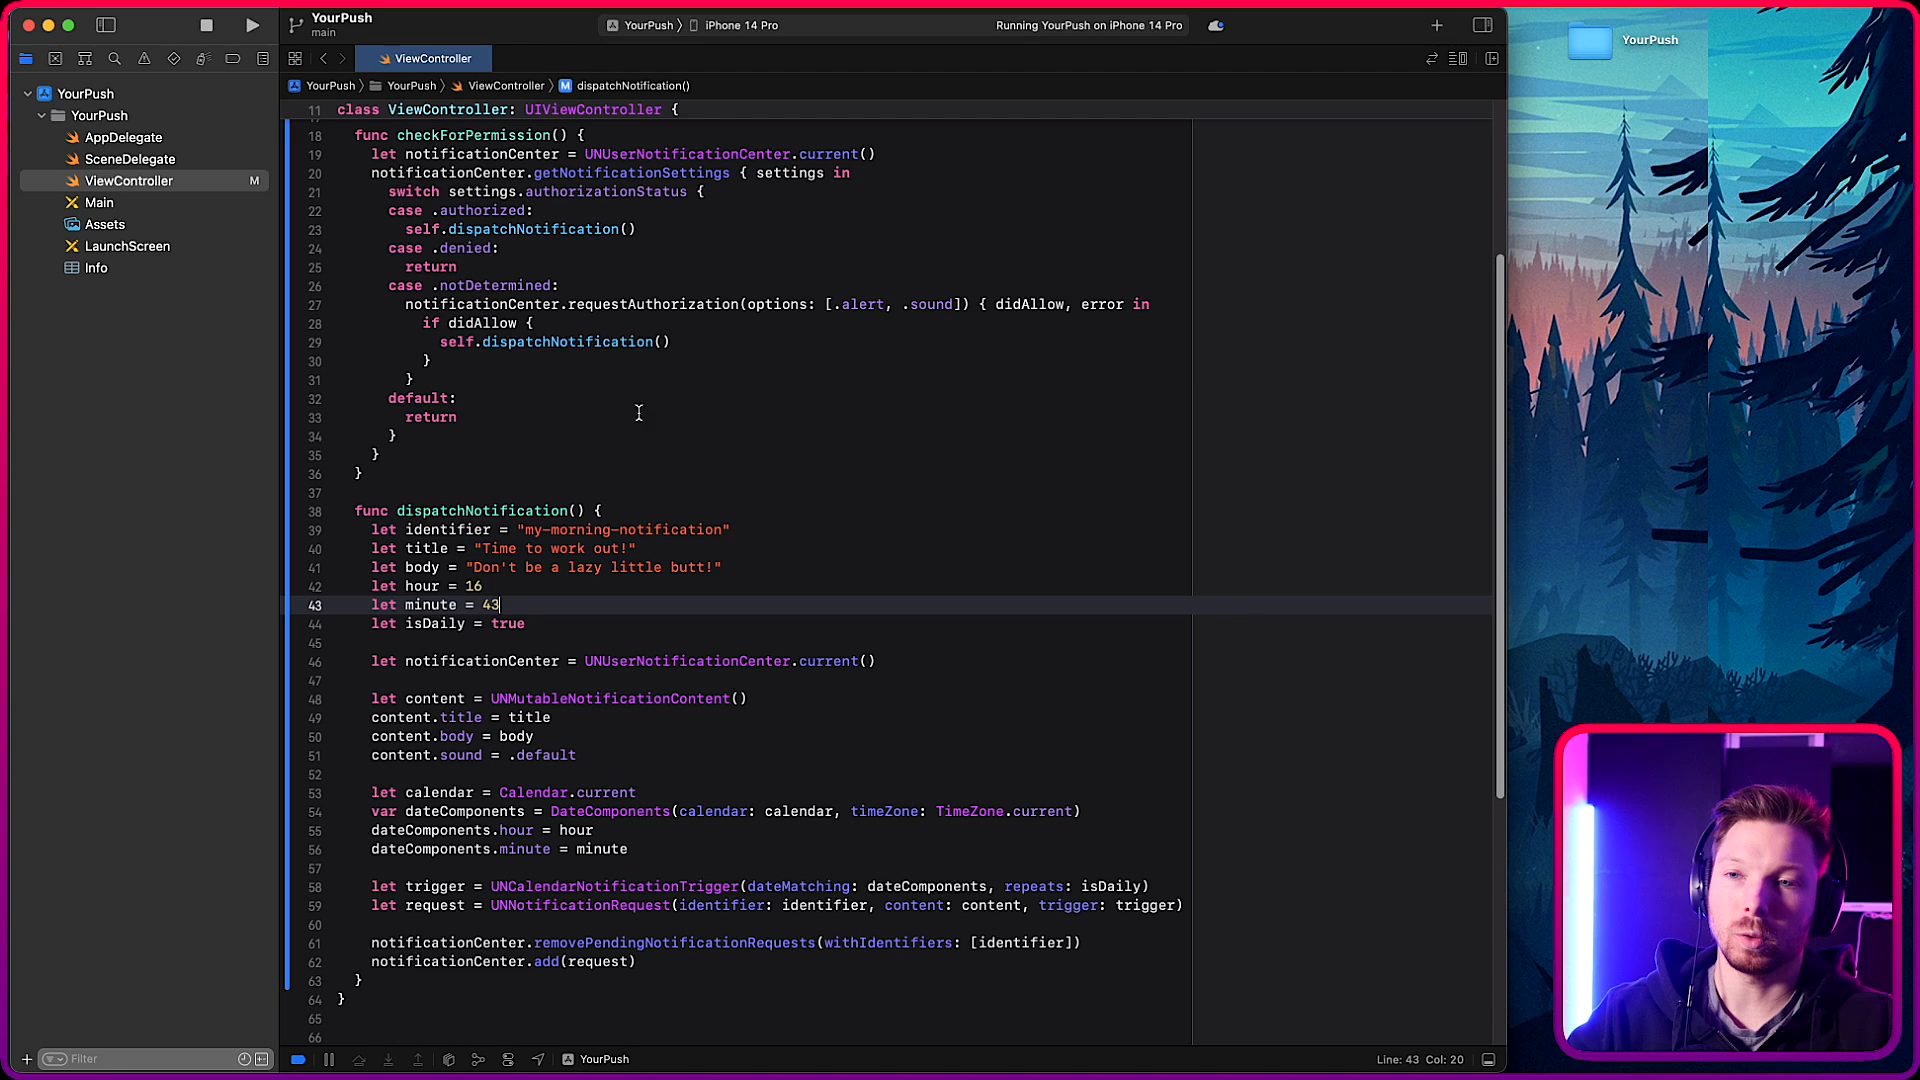 YourPush
main
YourPush
iPhone 14 Pro
Running YourPush on iPhone 14 Pro
YourPush
ViewController
YourPush
YourPush
ViewController
M dispatchNotification()
YourPush
YourPush
AppDelegate
SceneDelegate
ViewController M
Main
Assets
LaunchScreen
Info
11 class ViewController: UIViewController {
18 func checkForPermission() {
19 let notificationCenter = UNUserNotificationCenter.current()
20 notificationCenter.getNotificationSettings { settings in
21 switch settings.authorizationStatus {
22 case .authorized:
23 self.dispatchNotification()
24 case .denied:
25 return
26 case .notDetermined:
27 notificationCenter.requestAuthorization(options: [.alert, .sound]) { didAllow, error in
28 if didAllow {
29 self.dispatchNotification()
30 }
31 }
32 default:
33 return
34 }
35 }
36 }
37
38 func dispatchNotification() {
39 let identifier = "my-morning-notification"
40 let title = "Time to work out!"
41 let body = "Don't be a lazy little butt!"
42 let hour = 16
43 let minute = 43
44 let isDaily = true
45
46 let notificationCenter = UNUserNotificationCenter.current()
47
48 let content = UNMutableNotificationContent()
49 content.title = title
50 content.body = body
51 content.sound = .default
52
53 let calendar = Calendar.current
54 var dateComponents = DateComponents(calendar: calendar, timeZone: TimeZone.current)
55 dateComponents.hour = hour
56 dateComponents.minute = minute
57
58 let trigger = UNCalendarNotificationTrigger(dateMatching: dateComponents, repeats: isDaily)
59 let request = UNNotificationRequest(identifier: identifier, content: content, trigger: trigger)
60
61 notificationCenter.removePendingNotificationRequests(withIdentifiers: [identifier])
62 notificationCenter.add(request)
63 }
64 }
65
66
Filter
YourPush
Line: 43 Col: 20